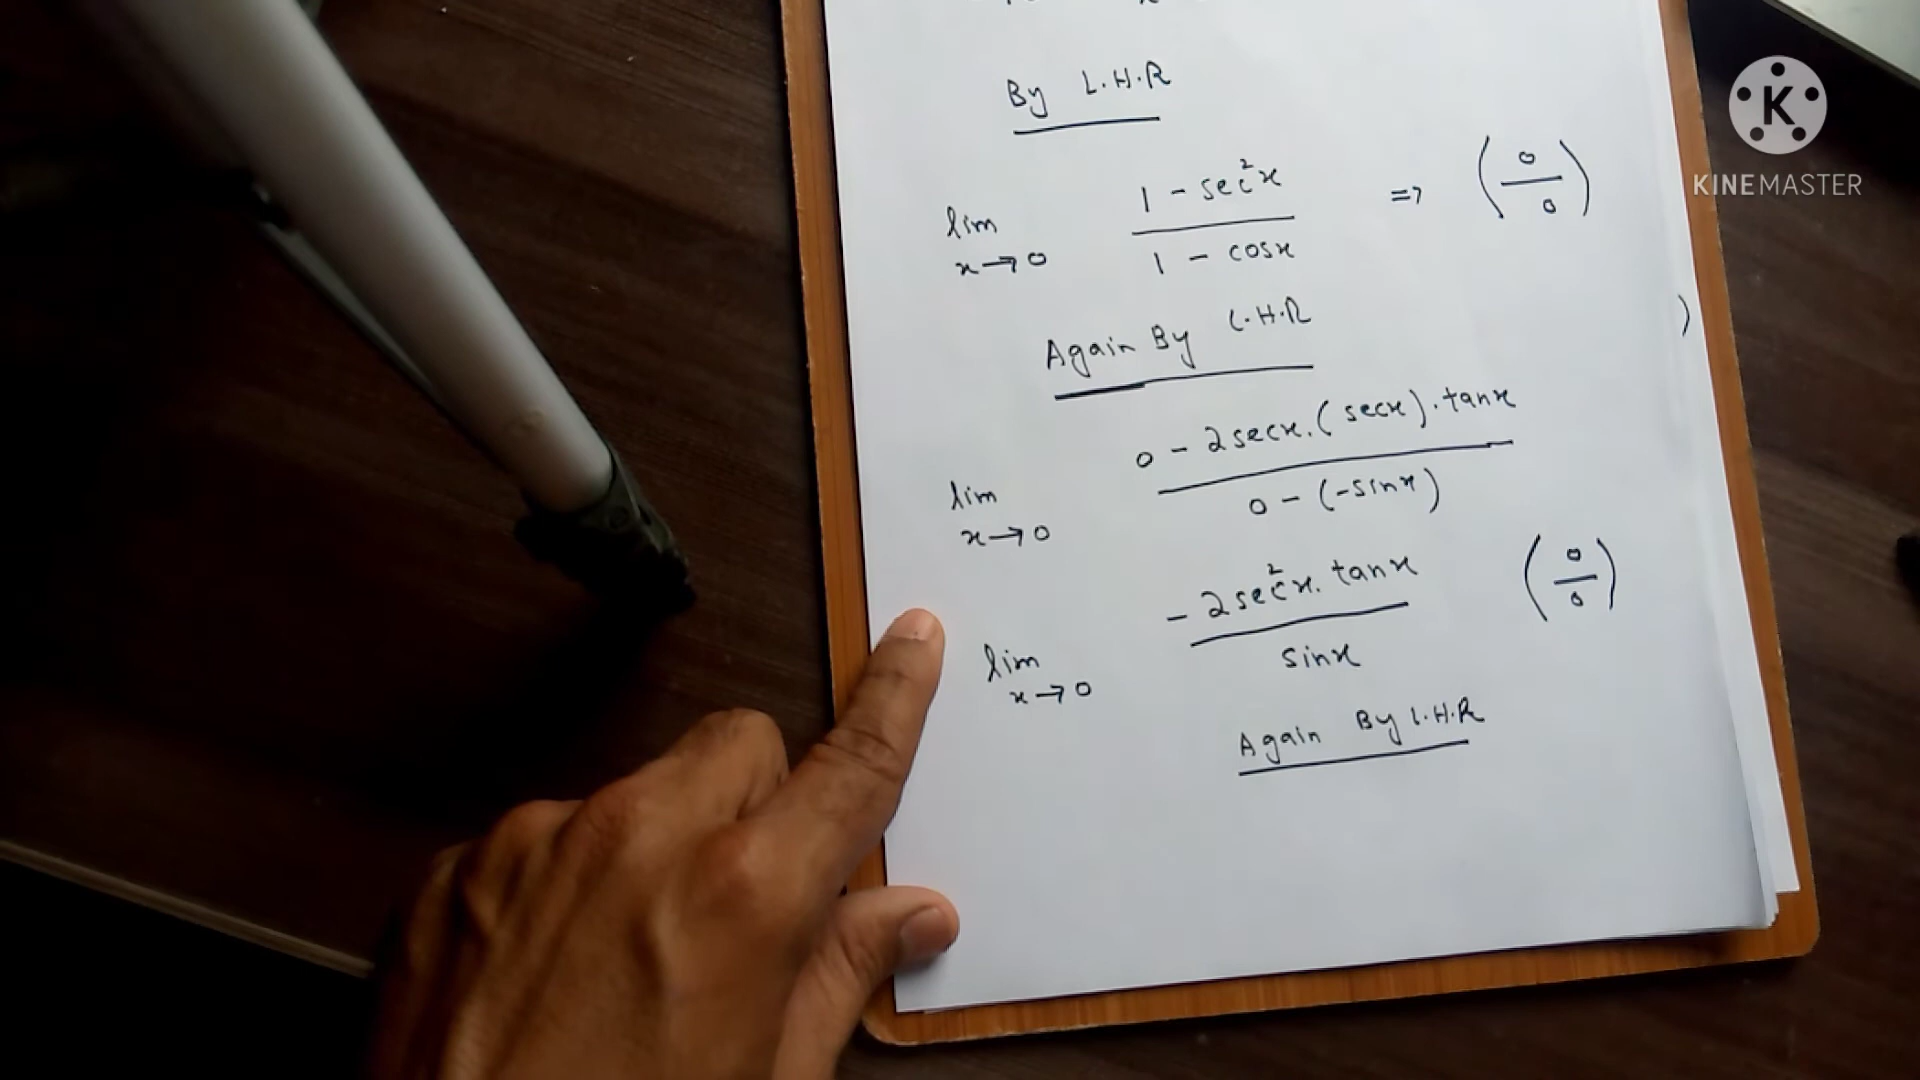 By L.H.R
lim x→0 (1 - sec²x)/(1 - cosx) => (0/0)
Again By L.H.R
lim x→0 (0 - 2secx.(secx).tanx)/(0 - (-sinx))
lim x→0 (-2sec²x.tanx)/(sinx) (0/0)
Again By L.H.R
K
KINEMASTER